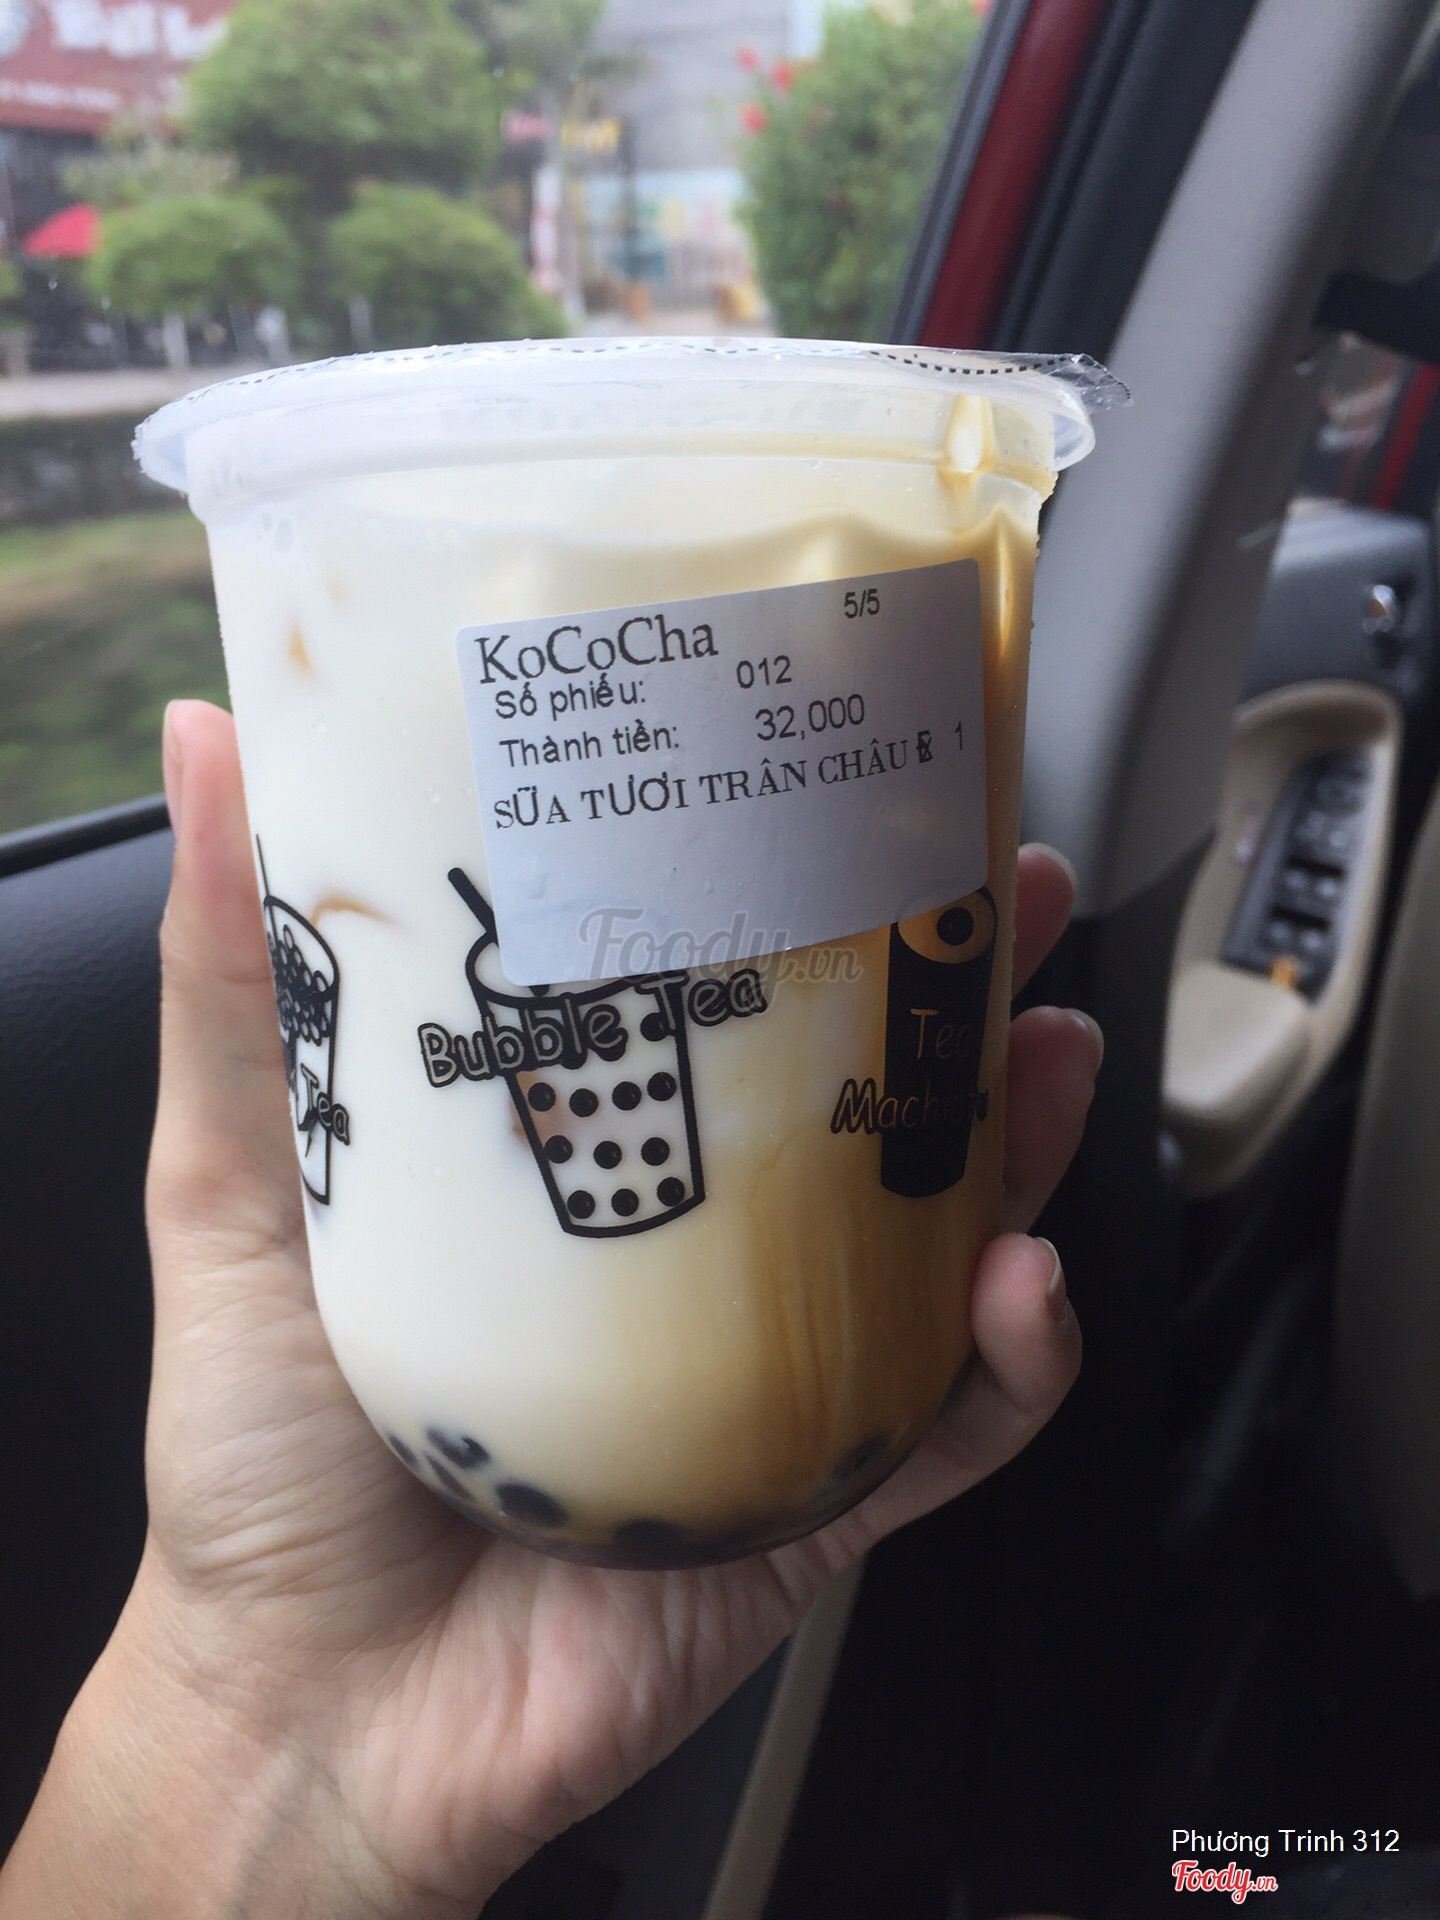 5/5
KoCoCha
Số phiếu: 012
Thành tiền: 32,000
SỮA TƯƠI TRÂN CHÂU 1
Foody.vn
Bubble Tea
Tea
Tea
Phương Trinh 312
Foody.vn